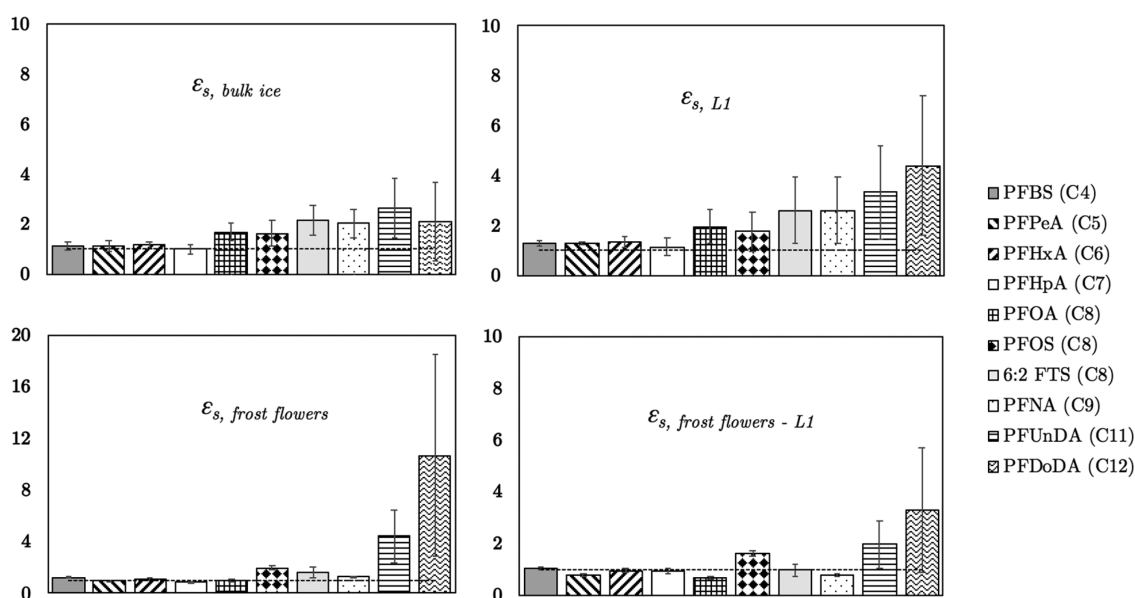 10
8
6
4
2
0
εs, bulk ice
10
8
6
4
2
0
εs, L1
20
16
12
8
4
0
εs, frost flowers
10
8
6
4
2
0
εs, frost flowers - L1
PFBS (C4)
PFPeA (C5)
PFHxA (C6)
PFHpA (C7)
PFOA (C8)
PFOS (C8)
6:2 FTS (C8)
PFNA (C9)
PFUnDA (C11)
PFDoDA (C12)